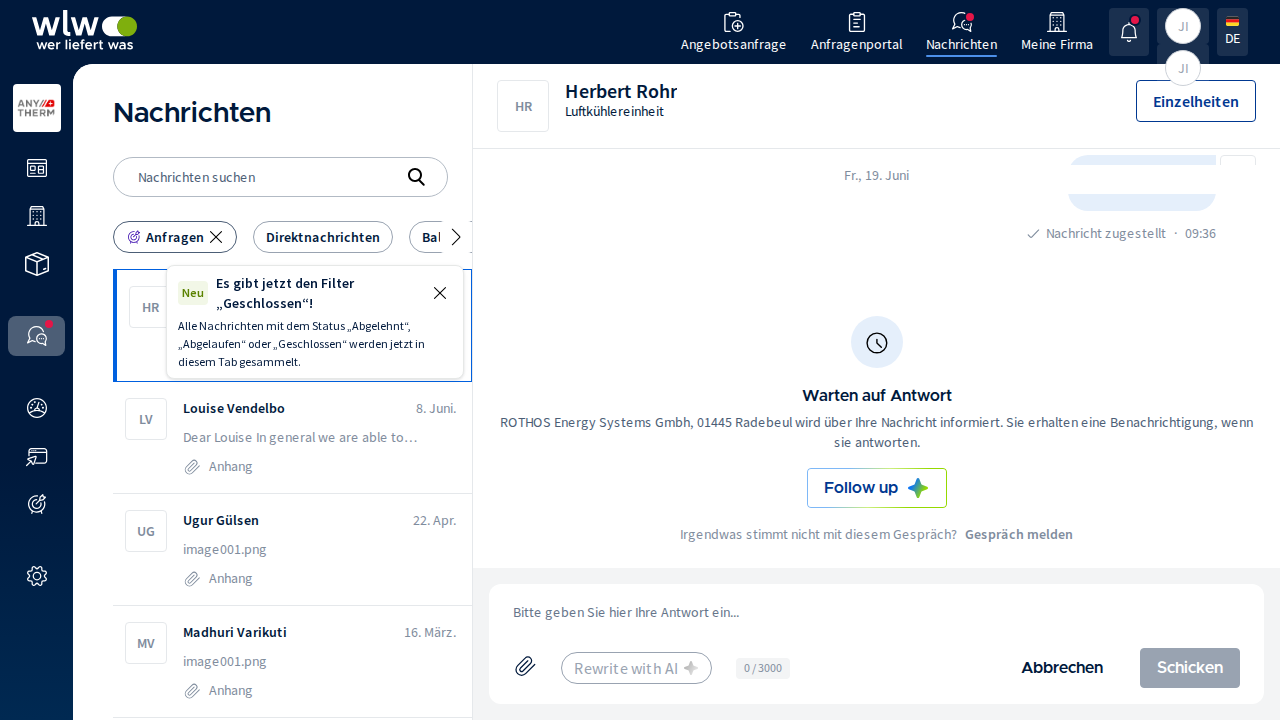 wlw
wer liefert was
Angebotsanfrage
Anfragenportal
Nachrichten
Meine Firma
JI
DE
JI
ANY
THERM
Nachrichten
Nachrichten suchen
Anfragen
Direktnachrichten
Bal
HR
Neu
Es gibt jetzt den Filter
„Geschlossen“!
Alle Nachrichten mit dem Status „Abgelehnt“,
„Abgelaufen“ oder „Geschlossen“ werden jetzt in
diesem Tab gesammelt.
LV
Louise Vendelbo
8. Juni.
Dear Louise In general we are able to…
Anhang
UG
Ugur Gülsen
22. Apr.
image001.png
Anhang
MV
Madhuri Varikuti
16. März.
image001.png
Anhang
HR
Herbert Rohr
Luftkühlereinheit
Einzelheiten
Fr., 19. Juni
Nachricht zugestellt · 09:36
Warten auf Antwort
ROTHOS Energy Systems Gmbh, 01445 Radebeul wird über Ihre Nachricht informiert. Sie erhalten eine Benachrichtigung, wenn
sie antworten.
Follow up
Irgendwas stimmt nicht mit diesem Gespräch? Gespräch melden
Bitte geben Sie hier Ihre Antwort ein...
Rewrite with AI
0 / 3000
Abbrechen
Schicken